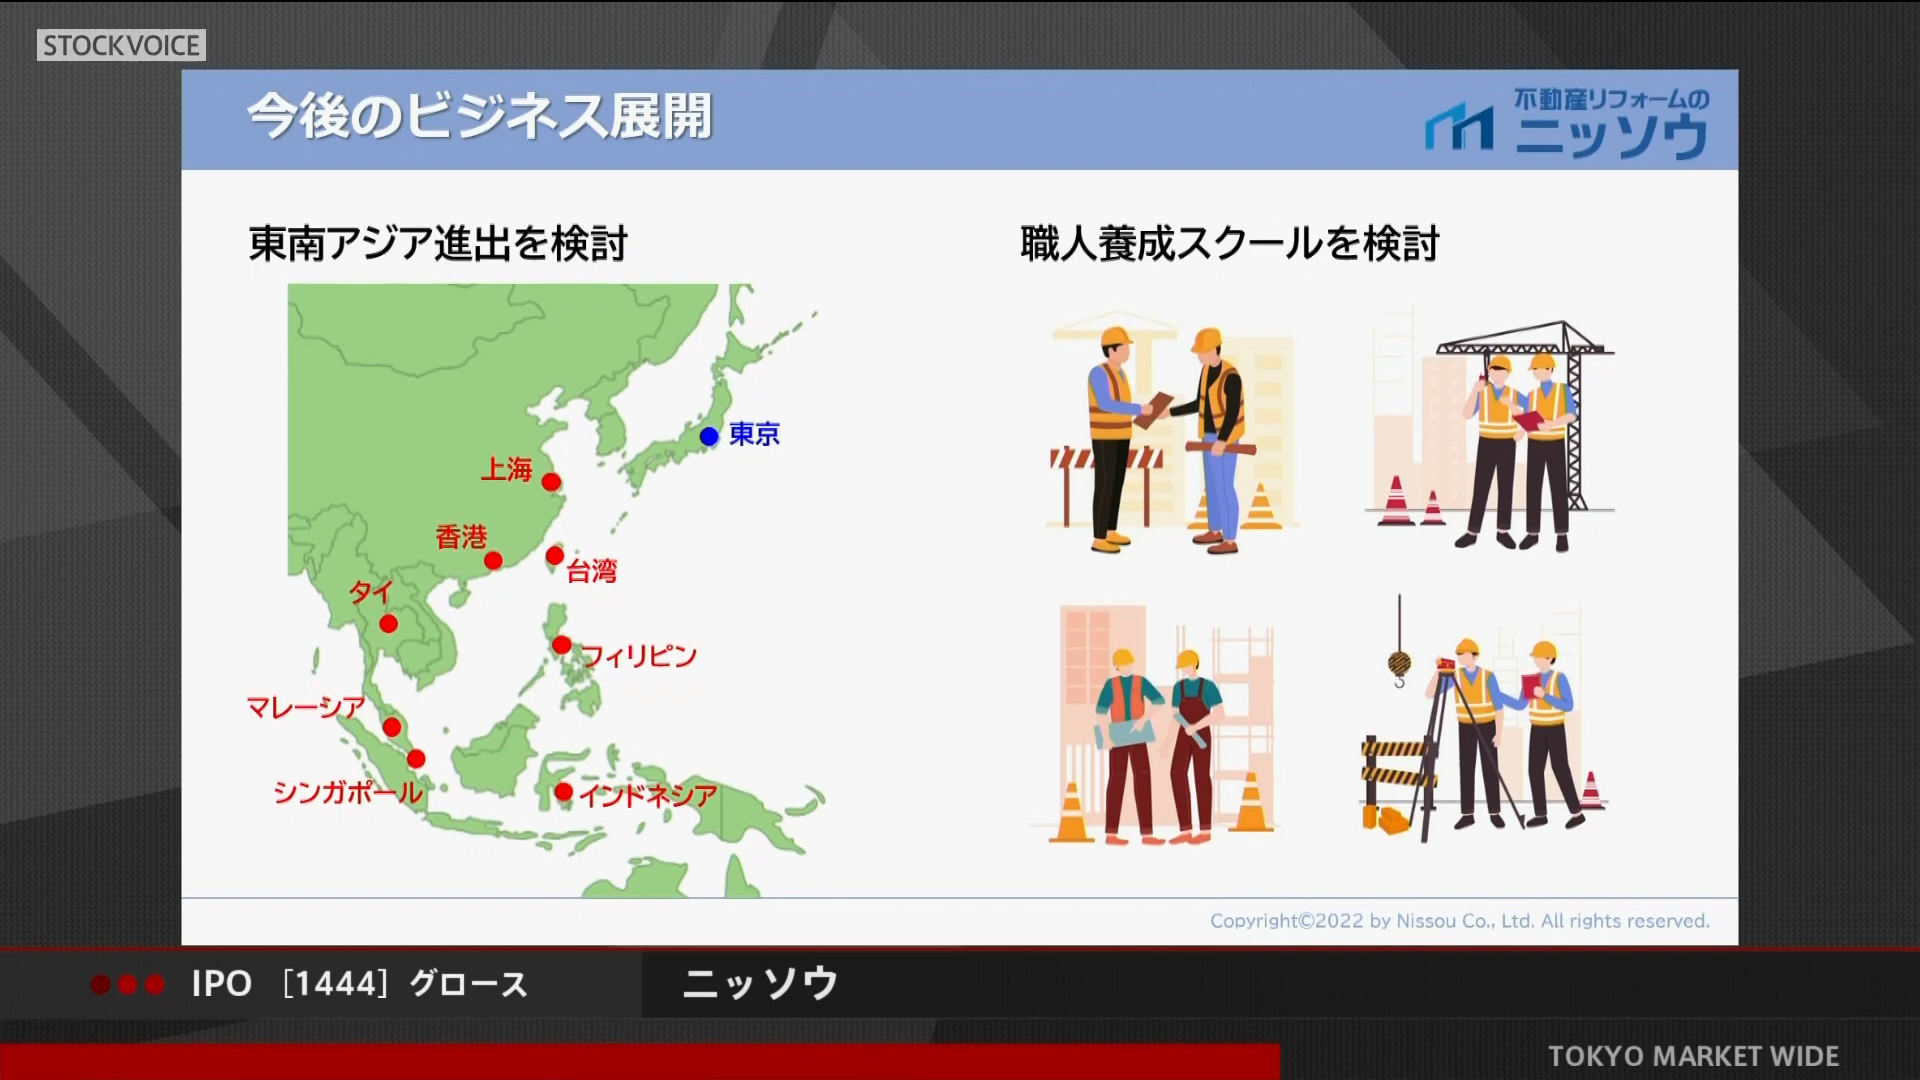 STOCKVOICE
今後のビジネス展開
不動産リフォームの
ニッソウ
東南アジア進出を検討
東京
上海
香港
台湾
タイ
フィリピン
マレーシア
シンガポール
インドネシア
職人養成スクールを検討
Copyright©2022 by Nissou Co., Ltd. All rights reserved.
IPO [1444] グロース
ニッソウ
TOKYO MARKET WIDE